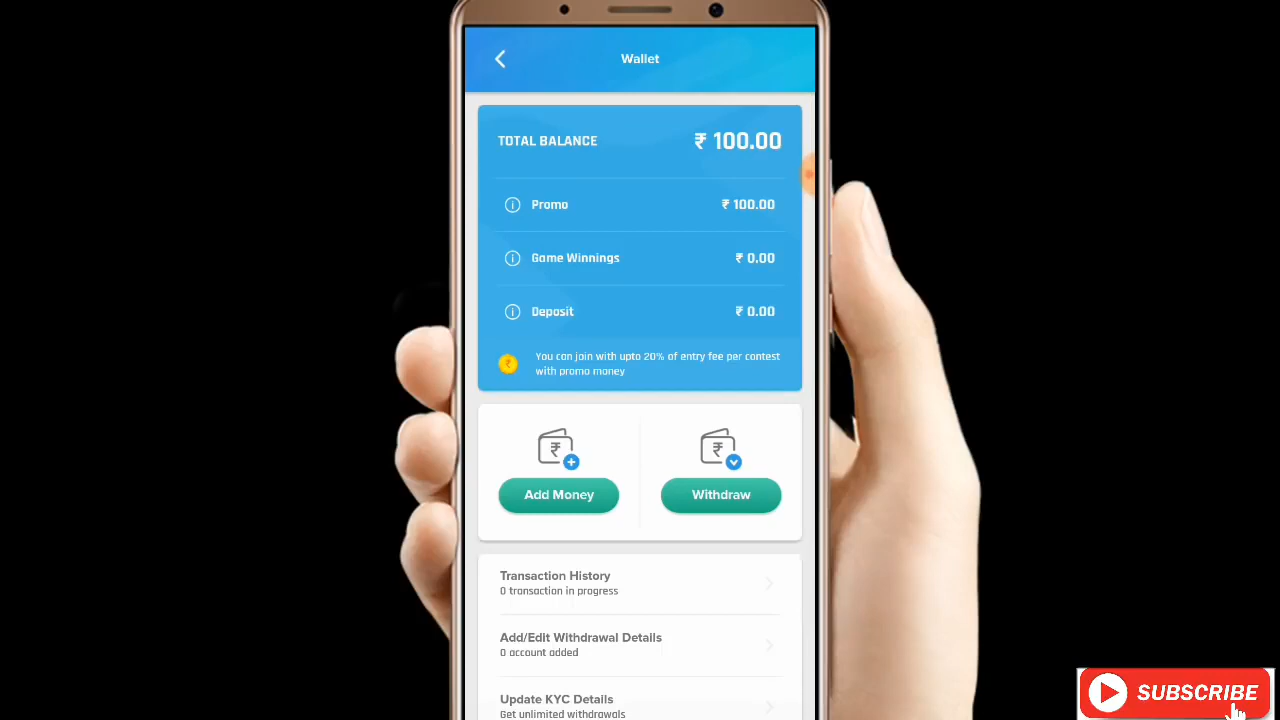 Wallet
TOTAL BALANCE ₹ 100.00
Promo ₹ 100.00
Game Winnings ₹ 0.00
Deposit ₹ 0.00
You can join with upto 20% of entry fee per contest
with promo money
Add Money Withdraw
Transaction History
0 transaction in progress
Add/Edit Withdrawal Details
0 account added
Update KYC Details
Get unlimited withdrawals
SUBSCRIBE